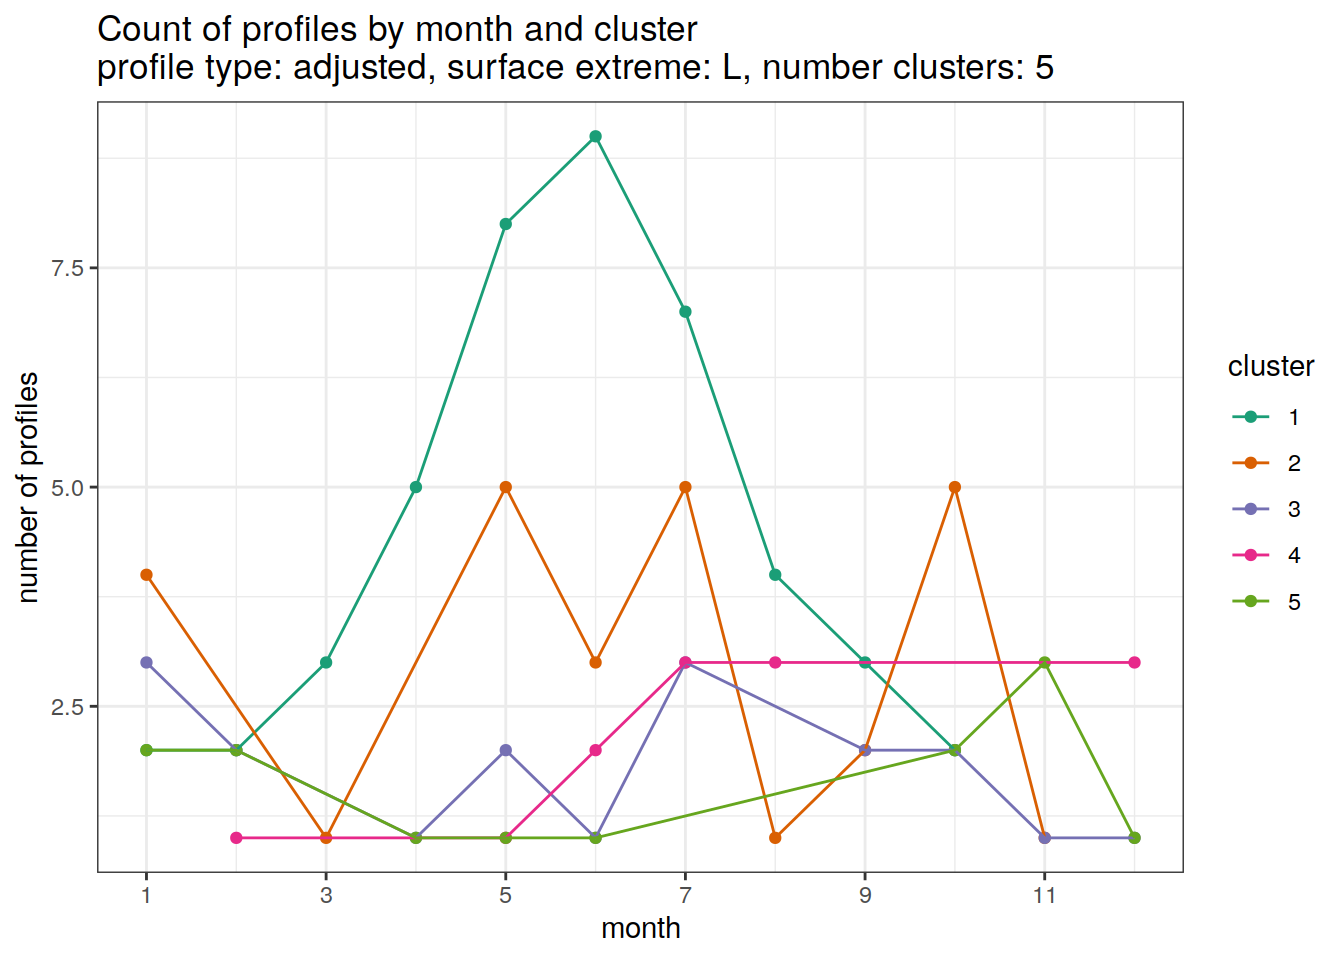 Count of profiles by month and cluster
profile type: adjusted, surface extreme: L, number clusters: 5
number of profiles
7.5
5.0
2.5
1 3 5 7 9 11
month
cluster
1
2
3
4
5